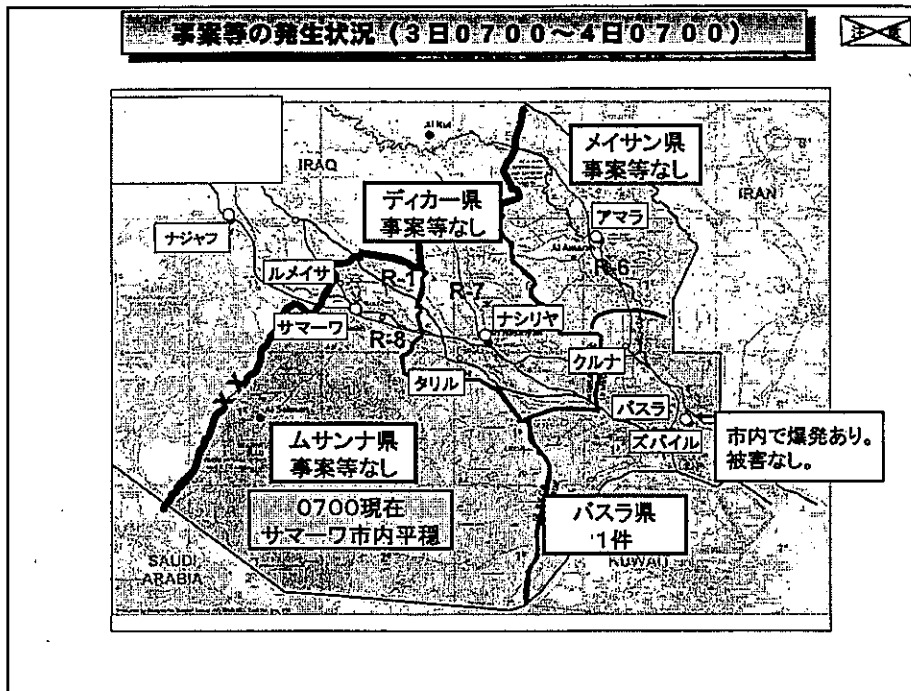 事案等の発生状況（3日0700～4日0700）
注意
メイサン県
事案等なし
IRAQ
IRAN
ディカー県
事案等なし
アマラ
ナジャフ
ルメイサ
R-1
R-7
R-6
サマーワ
ナシリヤ
R-8
クルナ
タリル
バスラ
ズバイル
市内で爆発あり。
被害なし。
ムサンナ県
事案等なし
0700現在
サマーワ市内平穏
バスラ県
1件
SAUDI
ARABIA
KUWAIT